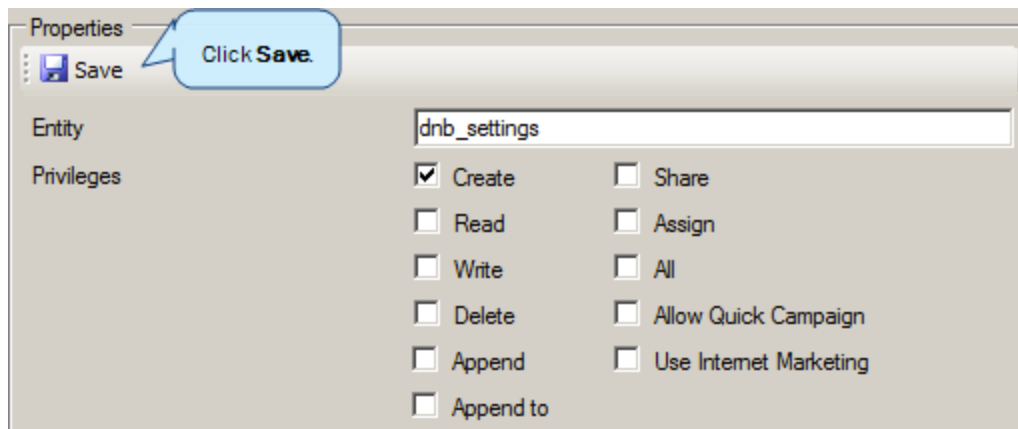 Properties
Save
Click Save.
Entity
dnb_settings
Privileges
Create
Share
Read
Assign
Write
All
Delete
Allow Quick Campaign
Append
Use Internet Marketing
Append to